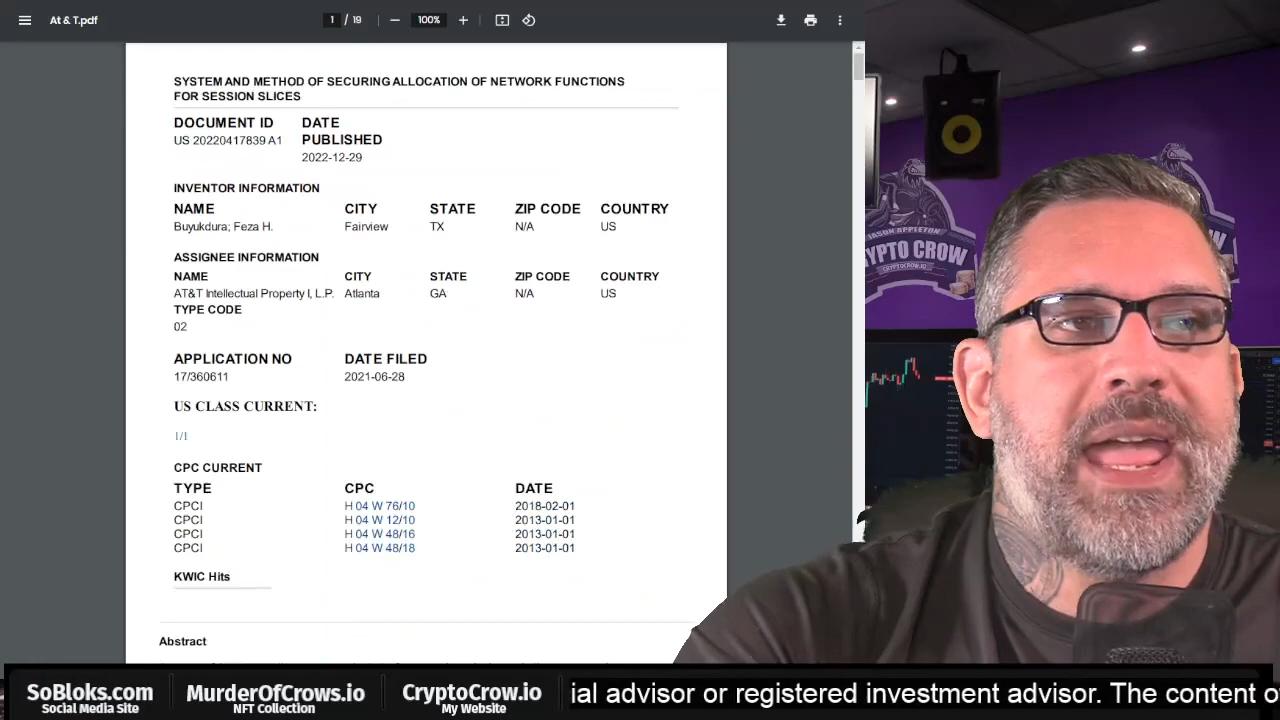 At & T.pdf
1 / 19
100%
SYSTEM AND METHOD OF SECURING ALLOCATION OF NETWORK FUNCTIONS
FOR SESSION SLICES
DOCUMENT ID DATE
PUBLISHED
US 20220417839 A1
2022-12-29
INVENTOR INFORMATION
NAME CITY STATE ZIP CODE COUNTRY
Buyukdura; Feza H. Fairview TX N/A US
ASSIGNEE INFORMATION
NAME CITY STATE ZIP CODE COUNTRY
AT&T Intellectual Property I, L.P. Atlanta GA N/A US
TYPE CODE
02
APPLICATION NO DATE FILED
17/360611 2021-06-28
US CLASS CURRENT:
1/1
CPC CURRENT
TYPE CPC DATE
CPCI H 04 W 76/10 2018-02-01
CPCI H 04 W 12/10 2013-01-01
CPCI H 04 W 48/16 2013-01-01
CPCI H 04 W 48/18 2013-01-01
KWIC Hits
Abstract
JASON APPLETON
CRYPTO CROW
CRYPTOCROW.IO
SoBloks.com
Social Media Site
MurderOfCrows.io
NFT Collection
CryptoCrow.io
My Website
ial advisor or registered investment advisor. The content o